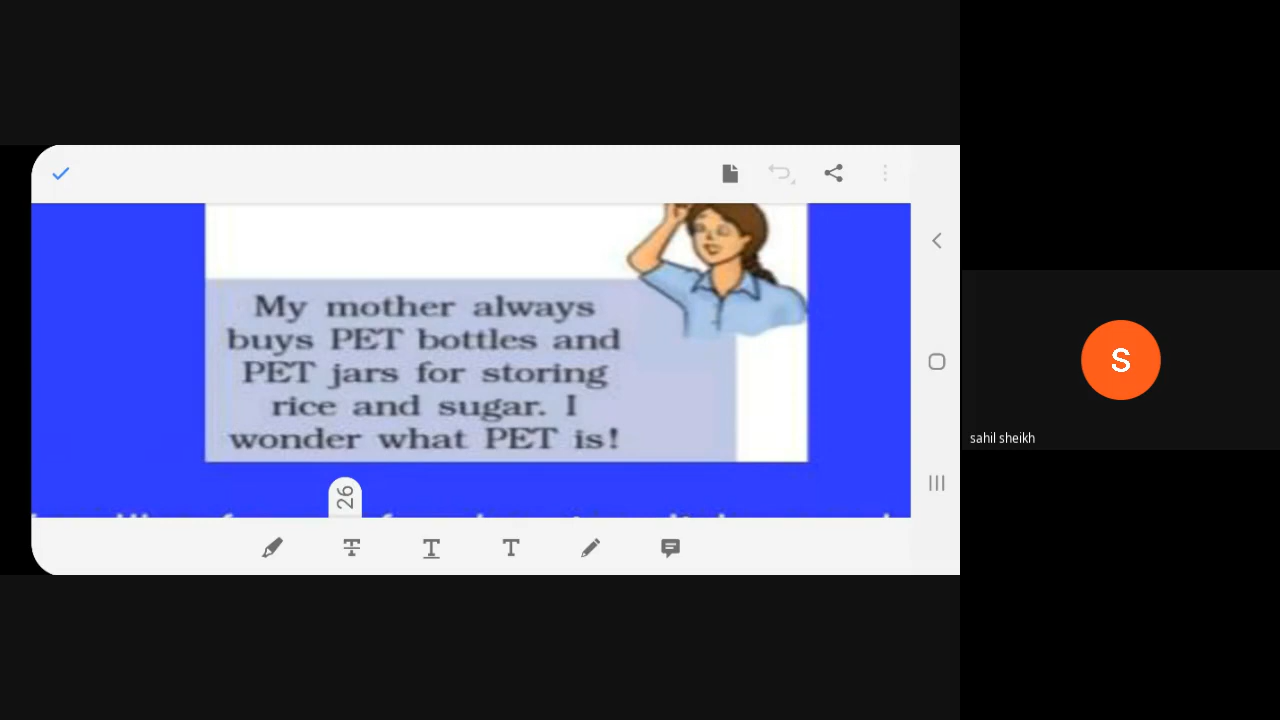 My mother always
buys PET bottles and
PET jars for storing
rice and sugar. I
wonder what PET is!
26
S
sahil sheikh